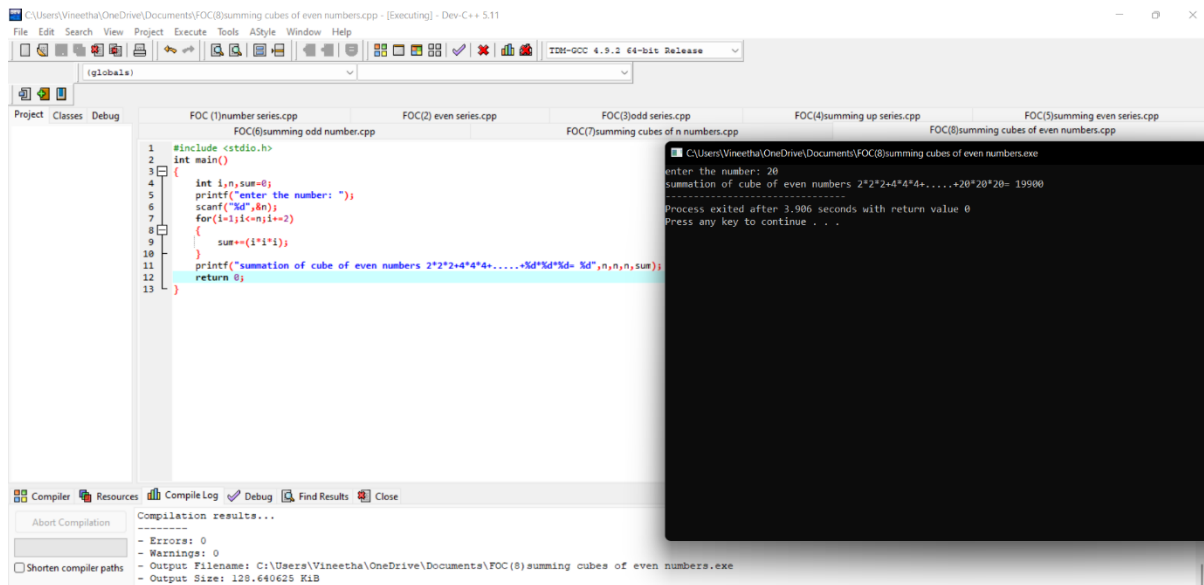 C:\Users\Vineetha\OneDrive\Documents\FOC(8)summing cubes of even numbers.cpp - [Executing] - Dev-C++ 5.11
File Edit Search View Project Execute Tools AStyle Window Help
TDM-GCC 4.9.2 64-bit Release
(globals)
Project Classes Debug
FOC (1)number series.cpp FOC(2) even series.cpp FOC(3)odd series.cpp FOC(4)summing up series.cpp FOC(5)summing even series.cpp
FOC(6)summing odd number.cpp FOC(7)summing cubes of n numbers.cpp FOC(8)summing cubes of even numbers.cpp
1 #include <stdio.h>
2 int main()
3 {
4 int i,n,sum=0;
5 printf("enter the number: ");
6 scanf("%d",&n);
7 for(i=1;i<=n;i+=2)
8 {
9 sum+=(i*i*i);
10 }
11 printf("summation of cube of even numbers 2*2*2+4*4*4+.....+%d*%d*%d= %d",n,n,n,sum);
12 return 0;
13 }
C:\Users\Vineetha\OneDrive\Documents\FOC(8)summing cubes of even numbers.exe
enter the number: 20
summation of cube of even numbers 2*2*2+4*4*4+.....+20*20*20= 19900
--------------------------------
Process exited after 3.906 seconds with return value 0
Press any key to continue . . .
Compiler Resources Compile Log Debug Find Results Close
Abort Compilation
Shorten compiler paths
Compilation results...
--------
- Errors: 0
- Warnings: 0
- Output Filename: C:\Users\Vineetha\OneDrive\Documents\FOC(8)summing cubes of even numbers.exe
- Output Size: 128.640625 KiB